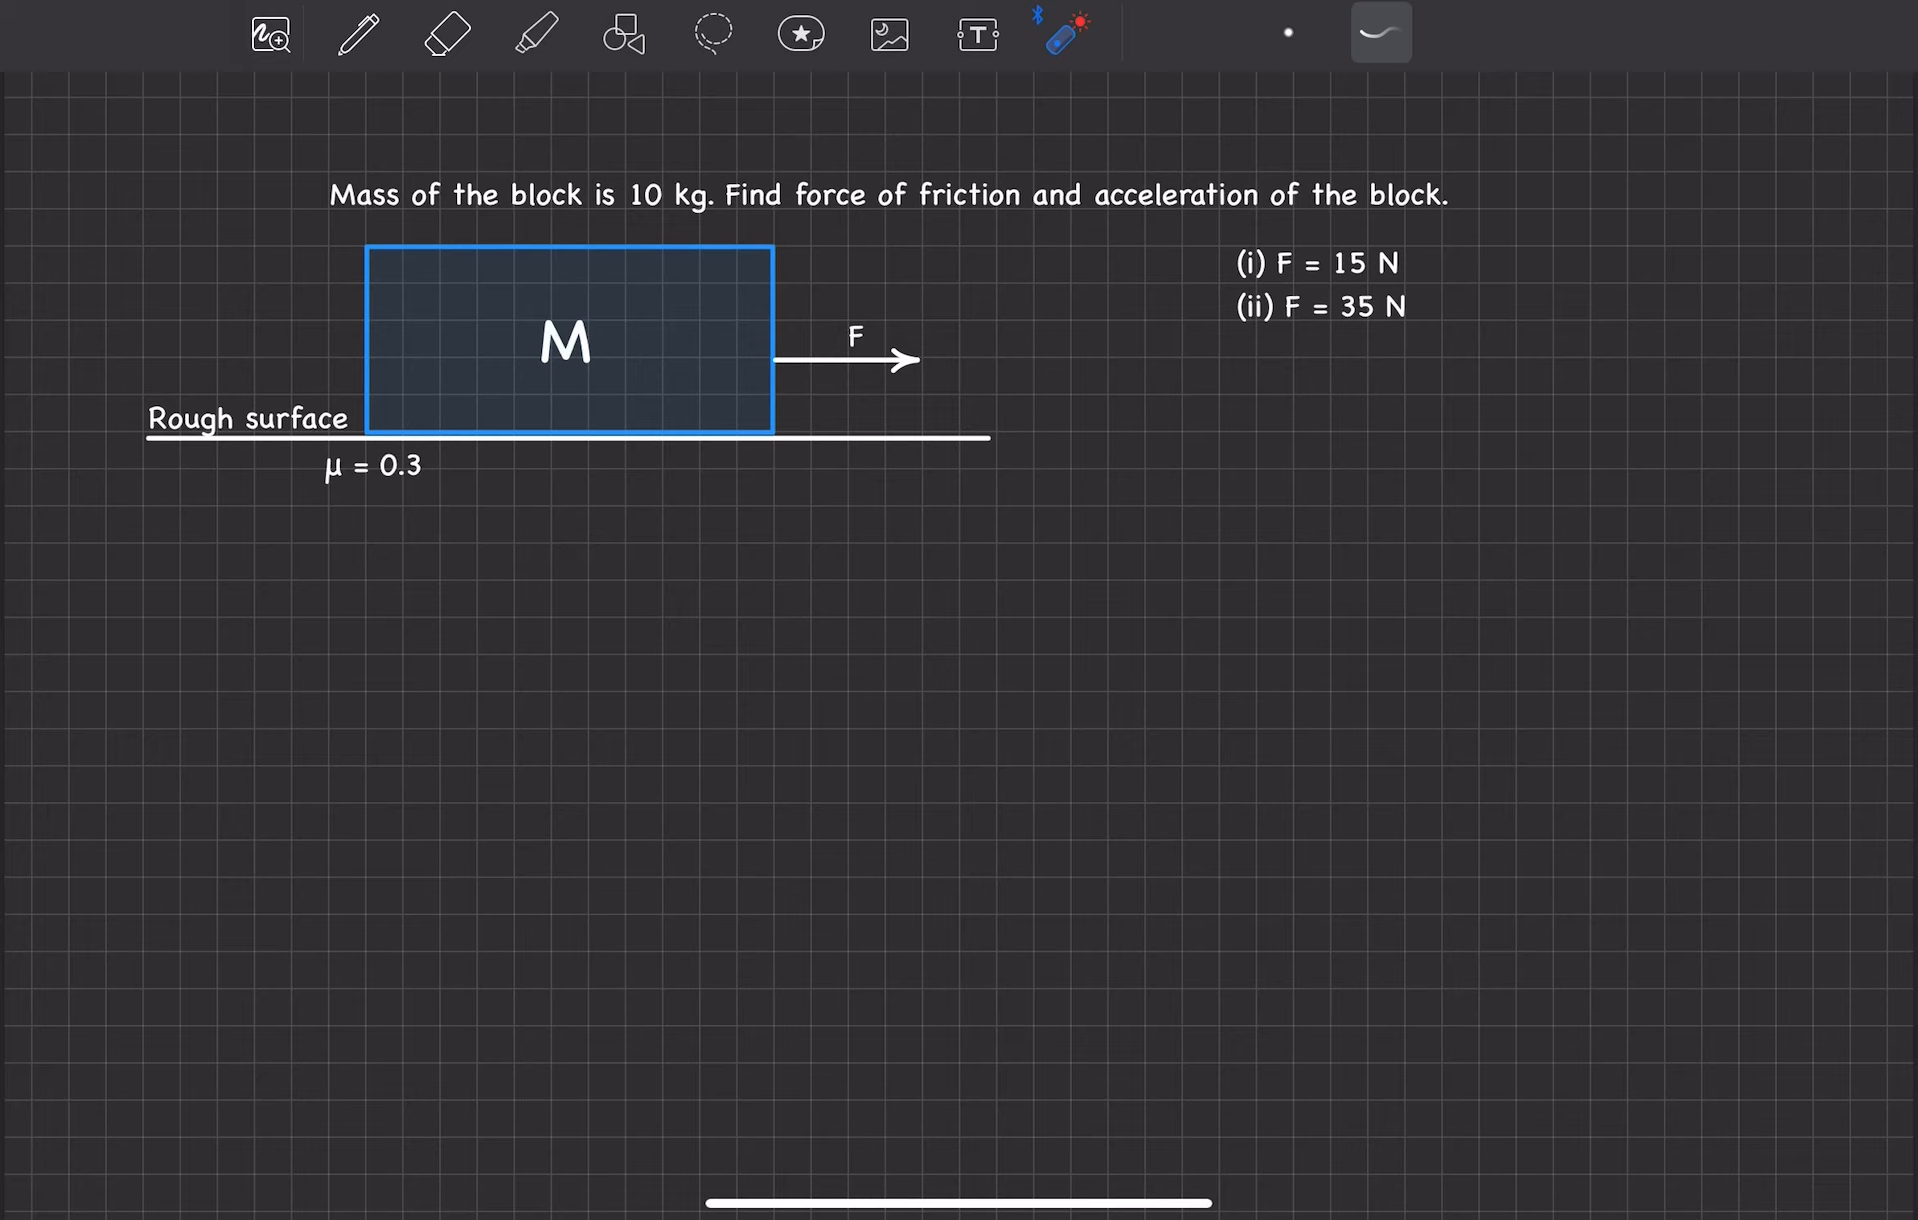 Mass of the block is 10 kg. Find force of friction and acceleration of the block.
(i) F = 15 N
(ii) F = 35 N
M
F
Rough surface
μ = 0.3